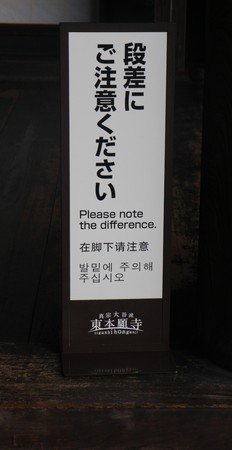 段差に
ご注意ください
Please note
the difference.
在脚下请注意
발밑에 주의해
주십시오
真宗大谷派
東本願寺
higashi honganji